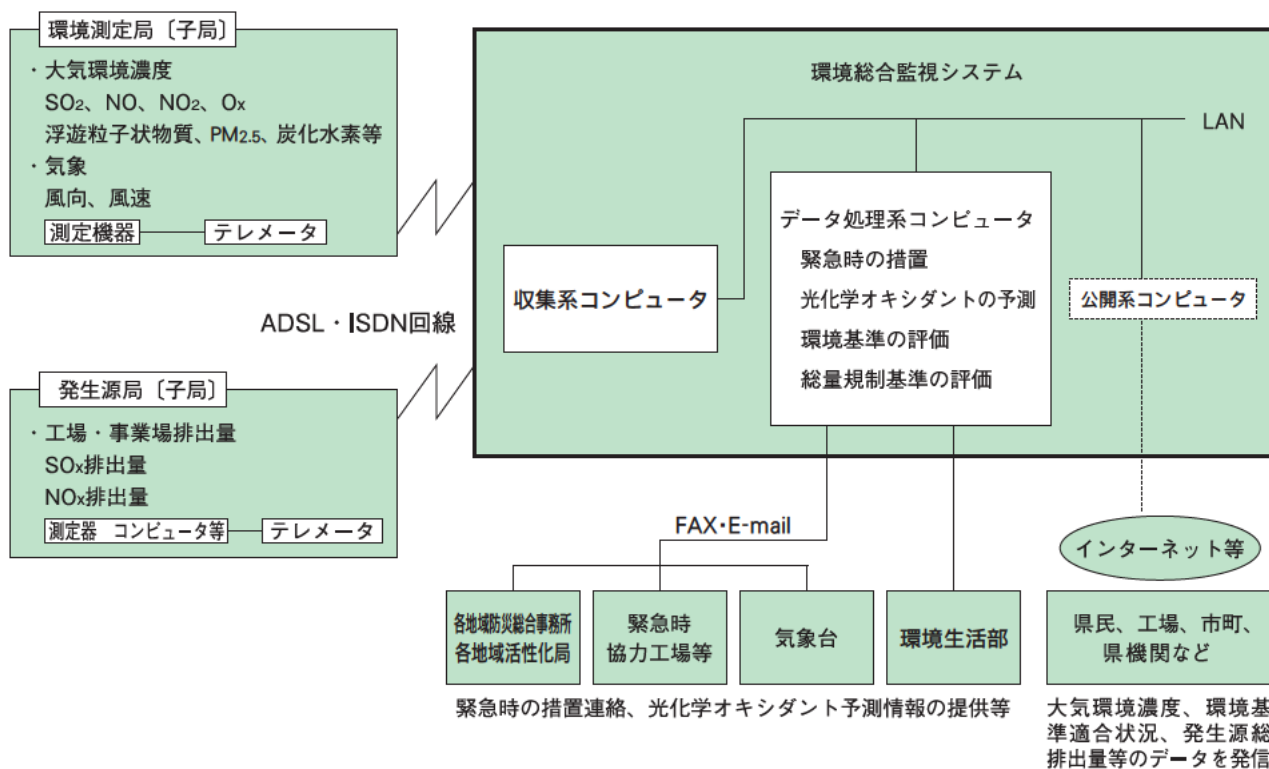 環境測定局〔子局〕
・大気環境濃度
SO2、NO、NO2、Ox
浮遊粒子状物質、PM2.5、炭化水素等
・気象
風向、風速
測定機器
テレメータ
ADSL・ISDN回線
発生源局〔子局〕
・工場・事業場排出量
SOx排出量
NOx排出量
測定器 コンピュータ等
テレメータ
環境総合監視システム
LAN
収集系コンピュータ
データ処理系コンピュータ
緊急時の措置
光化学オキシダントの予測
環境基準の評価
総量規制基準の評価
公開系コンピュータ
FAX・E-mail
インターネット等
各地域防災総合事務所
各地域活性化局
緊急時
協力工場等
気象台
環境生活部
県民、工場、市町、
県機関など
緊急時の措置連絡、光化学オキシダント予測情報の提供等
大気環境濃度、環境基
準適合状況、発生源総
排出量等のデータを発信